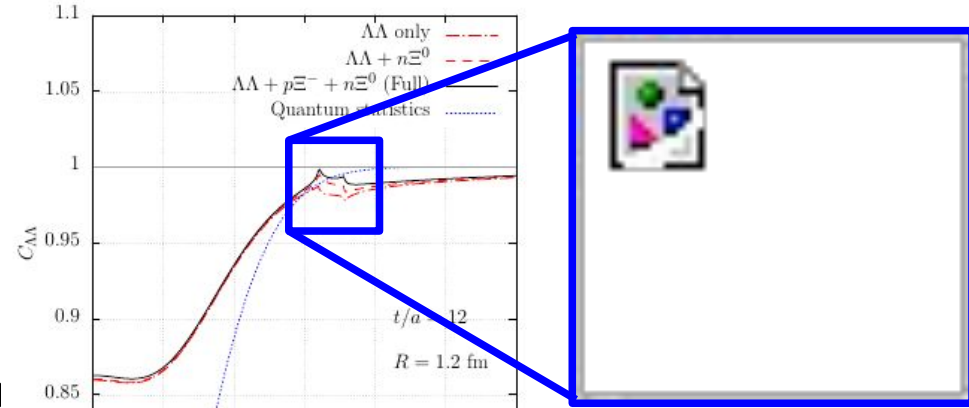 1.1
ΛΛ only
ΛΛ + nΞ⁰
1.05
ΛΛ + pΞ⁻ + nΞ⁰ (Full)
Quantum statistics
1
C_ΛΛ
0.95
0.9
t/a = 12
R = 1.2 fm
0.85